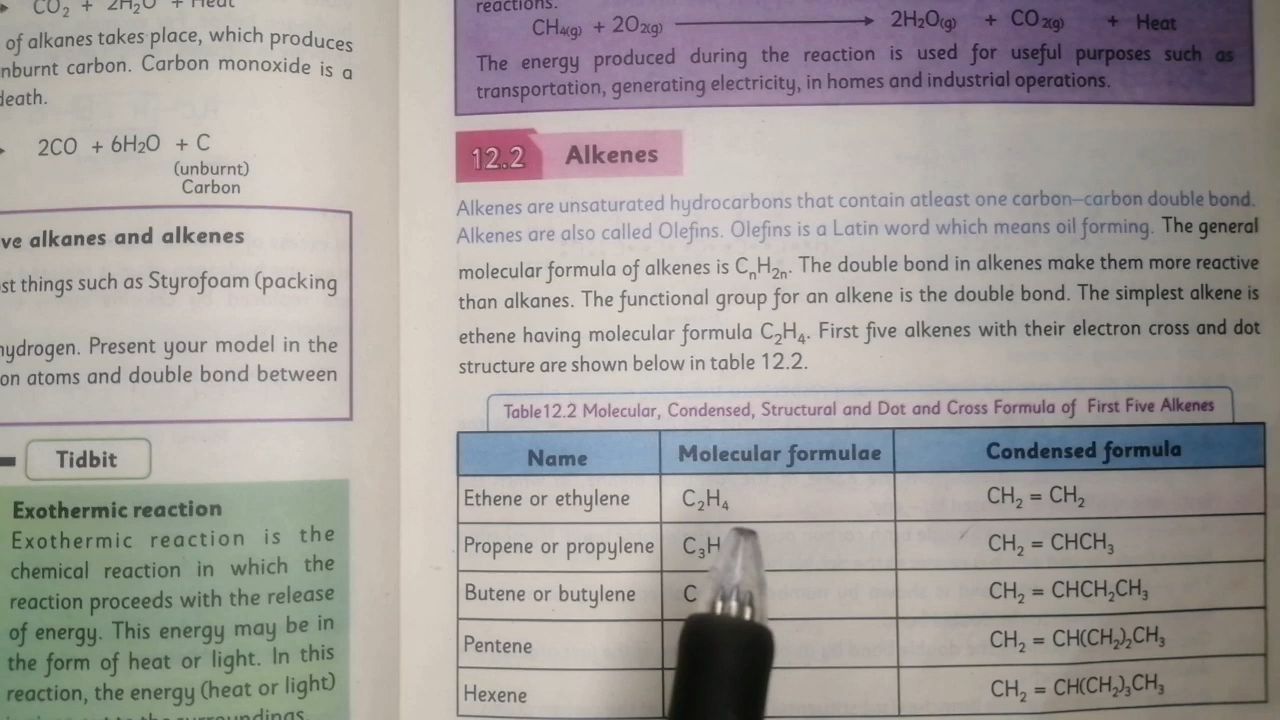 CO₂ + 2H₂O + Heat
of alkanes takes place, which produces
nburnt carbon. Carbon monoxide is a
death.
2CO + 6H₂O + C
(unburnt)
Carbon
ve alkanes and alkenes
st things such as Styrofoam (packing
hydrogen. Present your model in the
on atoms and double bond between
Tidbit
Exothermic reaction
Exothermic reaction is the
chemical reaction in which the
reaction proceeds with the release
of energy. This energy may be in
the form of heat or light. In this
reaction, the energy (heat or light)
reactions.
CH₄(g) + 2O₂(g) ⟶ 2H₂O(g) + CO₂(g) + Heat
The energy produced during the reaction is used for useful purposes such as
transportation, generating electricity, in homes and industrial operations.
12.2 Alkenes
Alkenes are unsaturated hydrocarbons that contain atleast one carbon–carbon double bond.
Alkenes are also called Olefins. Olefins is a Latin word which means oil forming. The general
molecular formula of alkenes is CₙH₂ₙ. The double bond in alkenes make them more reactive
than alkanes. The functional group for an alkene is the double bond. The simplest alkene is
ethene having molecular formula C₂H₄. First five alkenes with their electron cross and dot
structure are shown below in table 12.2.
Table12.2 Molecular, Condensed, Structural and Dot and Cross Formula of First Five Alkenes
Name Molecular formulae Condensed formula
Ethene or ethylene C₂H₄ CH₂ = CH₂
Propene or propylene C₃H CH₂ = CHCH₃
Butene or butylene C CH₂ = CHCH₂CH₃
Pentene CH₂ = CH(CH₂)₂CH₃
Hexene CH₂ = CH(CH₂)₃CH₃